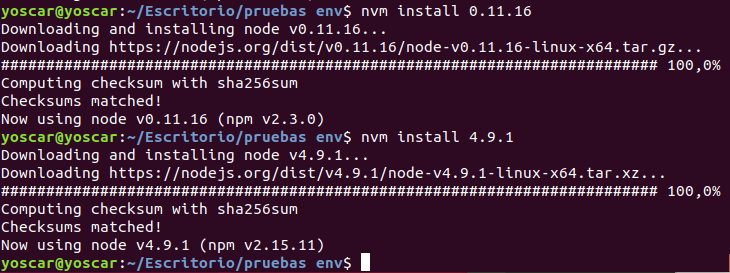 yoscar@yoscar:~/Escritorio/pruebas env$ nvm install 0.11.16
Downloading and installing node v0.11.16...
Downloading https://nodejs.org/dist/v0.11.16/node-v0.11.16-linux-x64.tar.gz...
######################################################################### 100,0%
Computing checksum with sha256sum
Checksums matched!
Now using node v0.11.16 (npm v2.3.0)
yoscar@yoscar:~/Escritorio/pruebas env$ nvm install 4.9.1
Downloading and installing node v4.9.1...
Downloading https://nodejs.org/dist/v4.9.1/node-v4.9.1-linux-x64.tar.xz...
######################################################################### 100,0%
Computing checksum with sha256sum
Checksums matched!
Now using node v4.9.1 (npm v2.15.11)
yoscar@yoscar:~/Escritorio/pruebas env$